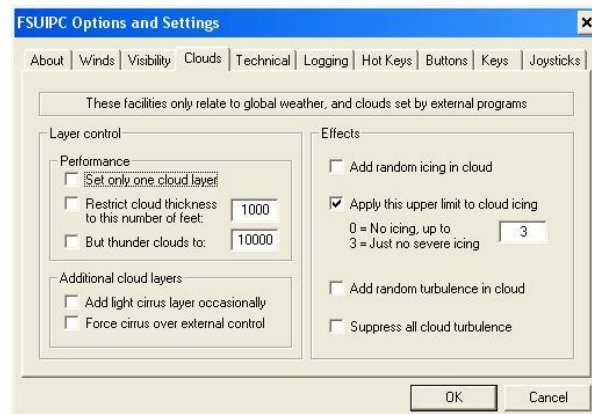 FSUIPC Options and Settings
About Winds Visibility Clouds Technical Logging Hot Keys Buttons Keys Joysticks
These facilities only relate to global weather, and clouds set by external programs
Layer control
Performance
Set only one cloud layer
Restrict cloud thickness
to this number of feet:
1000
But thunder clouds to:
10000
Additional cloud layers
Add light cirrus layer occasionally
Force cirrus over external control
Effects
Add random icing in cloud
Apply this upper limit to cloud icing
0 = No icing, up to
3 = Just no severe icing
3
Add random turbulence in cloud
Suppress all cloud turbulence
OK Cancel